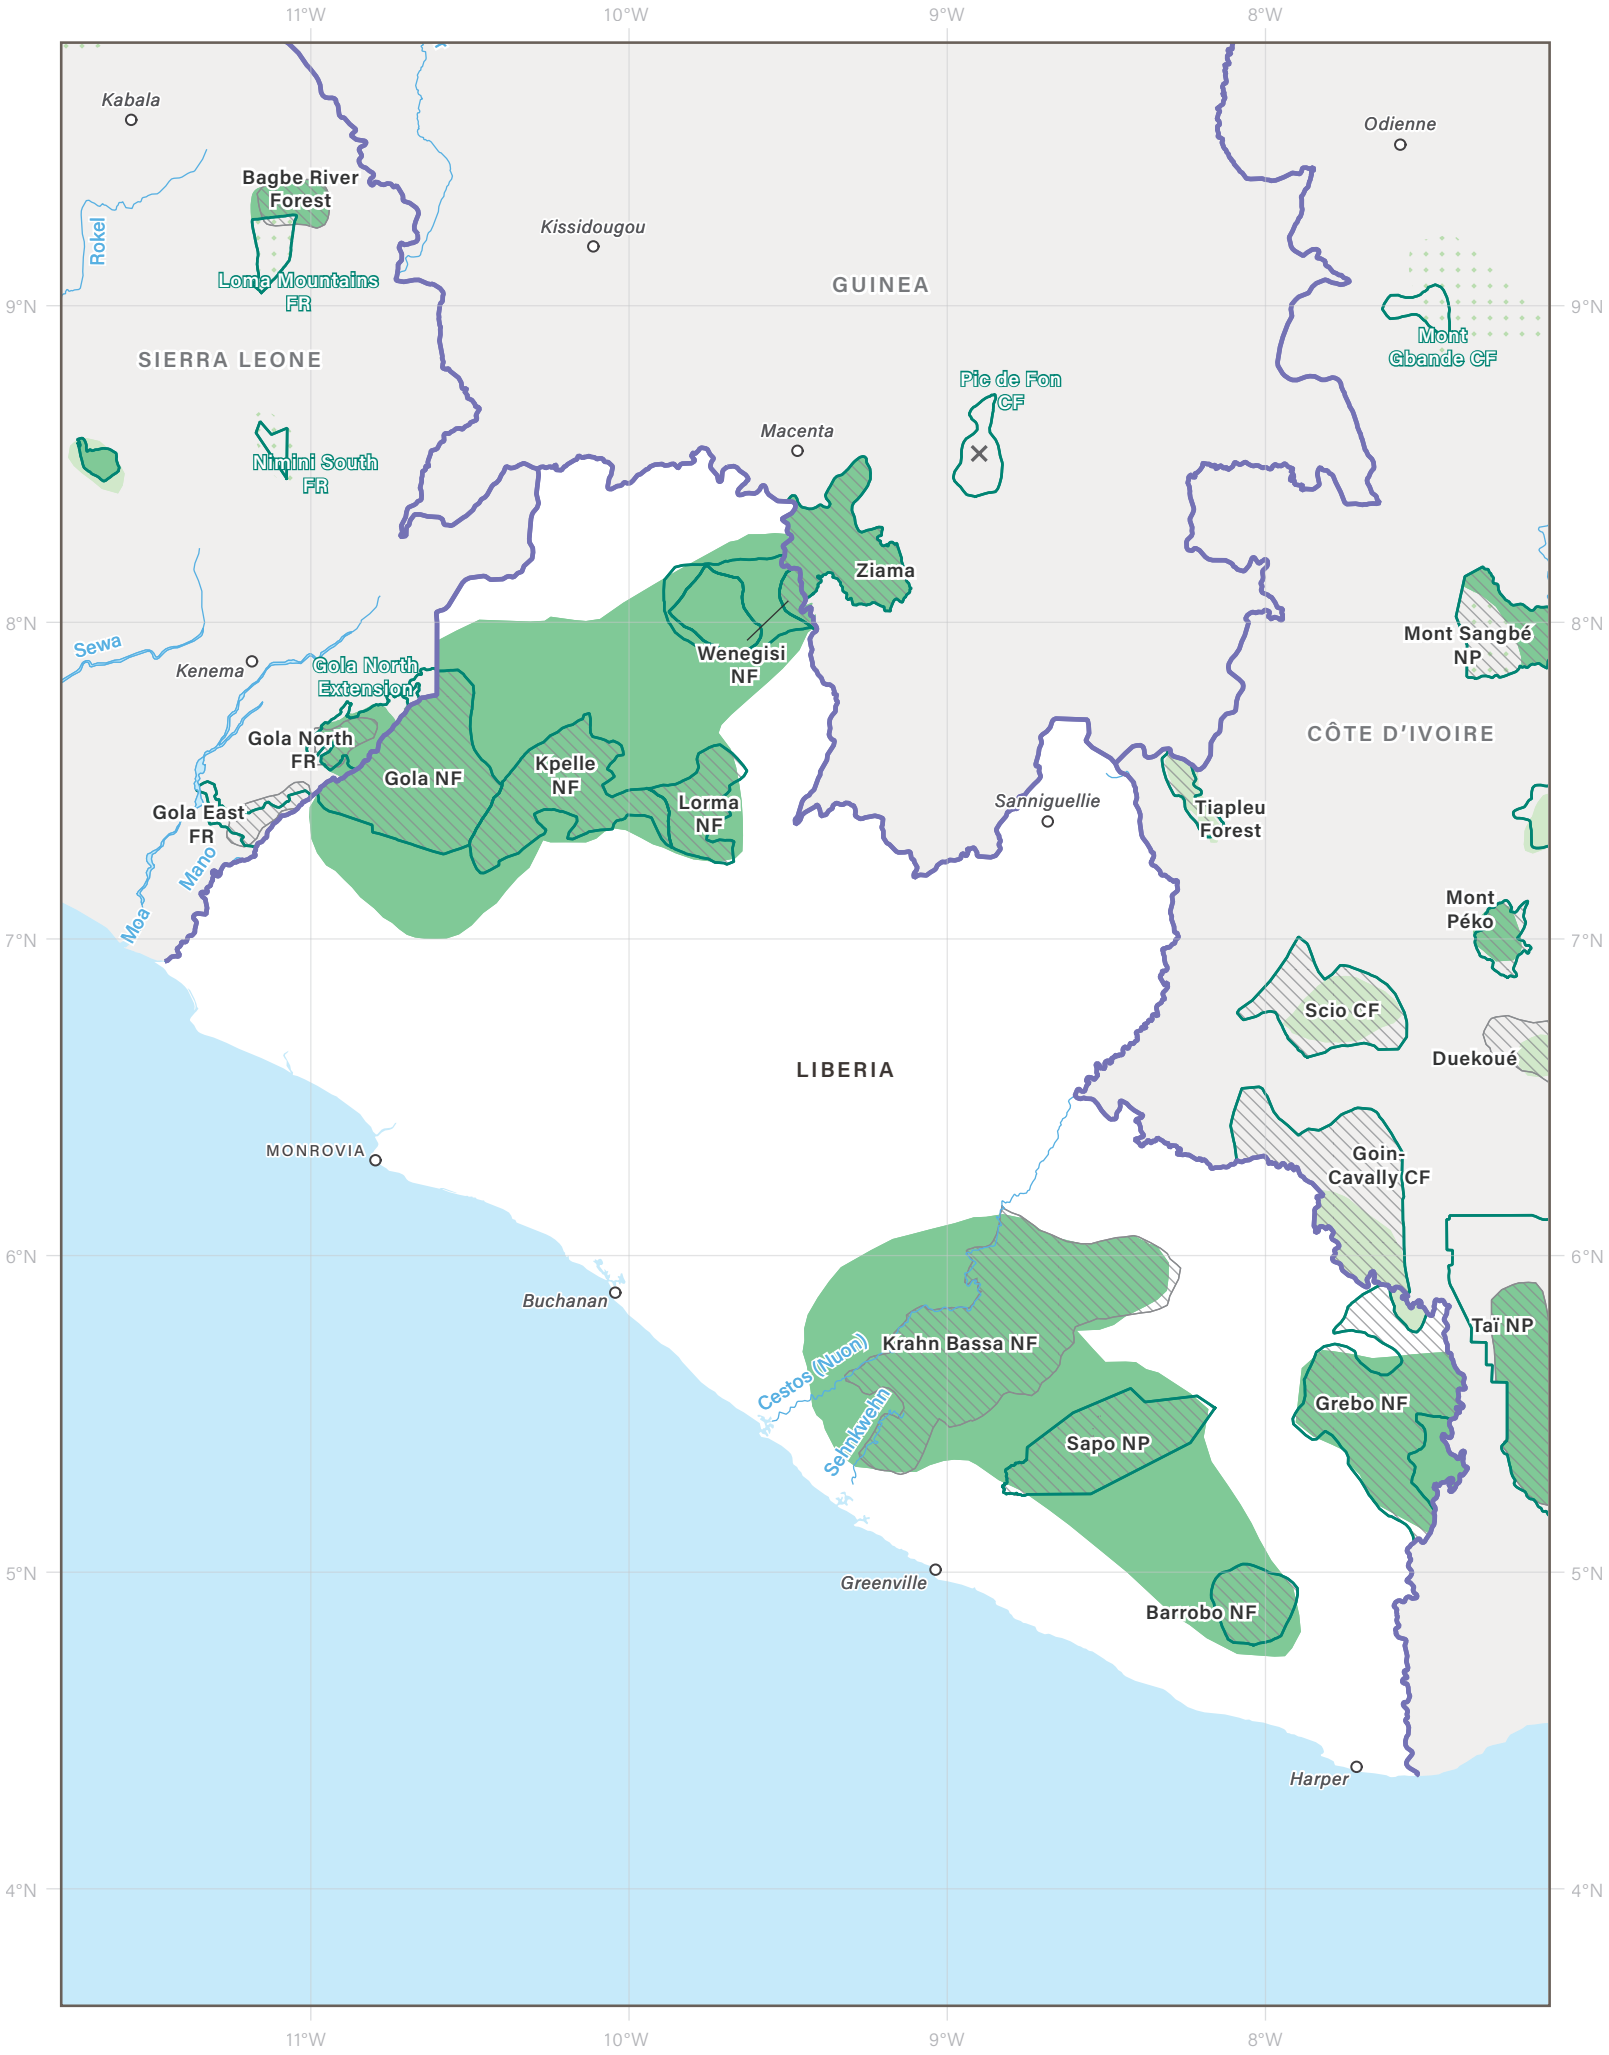 11°W
10°W
9°W
8°W
Kabala
Odienne
Bagbe River
Forest
Rokel
Kissidougou
Loma Mountains
FR
GUINEA
9°N
9°N
Mont
Gbande CF
SIERRA LEONE
Pic de Fon
CF
Macenta
Nimini South
FR
Ziama
8°N
8°N
Sewa
Mont Sangbé
NP
Kenema
Gola North
Extension
Wenegisi
NF
CÔTE D'IVOIRE
Gola North
FR
Gola NF
Kpelle
NF
Lorma
NF
Sanniguellie
Tiapleu
Forest
Gola East
FR
Mano
Moa
Mont
Péko
7°N
7°N
Scio CF
Duekoué
LIBERIA
MONROVIA
Goin-
Cavally CF
6°N
6°N
Buchanan
Taï NP
Krahn Bassa NF
Cestos (Nuon)
Sehnkwehn
Grebo NF
Sapo NP
5°N
5°N
Greenville
Barrobo NF
Harper
4°N
4°N
11°W
10°W
9°W
8°W